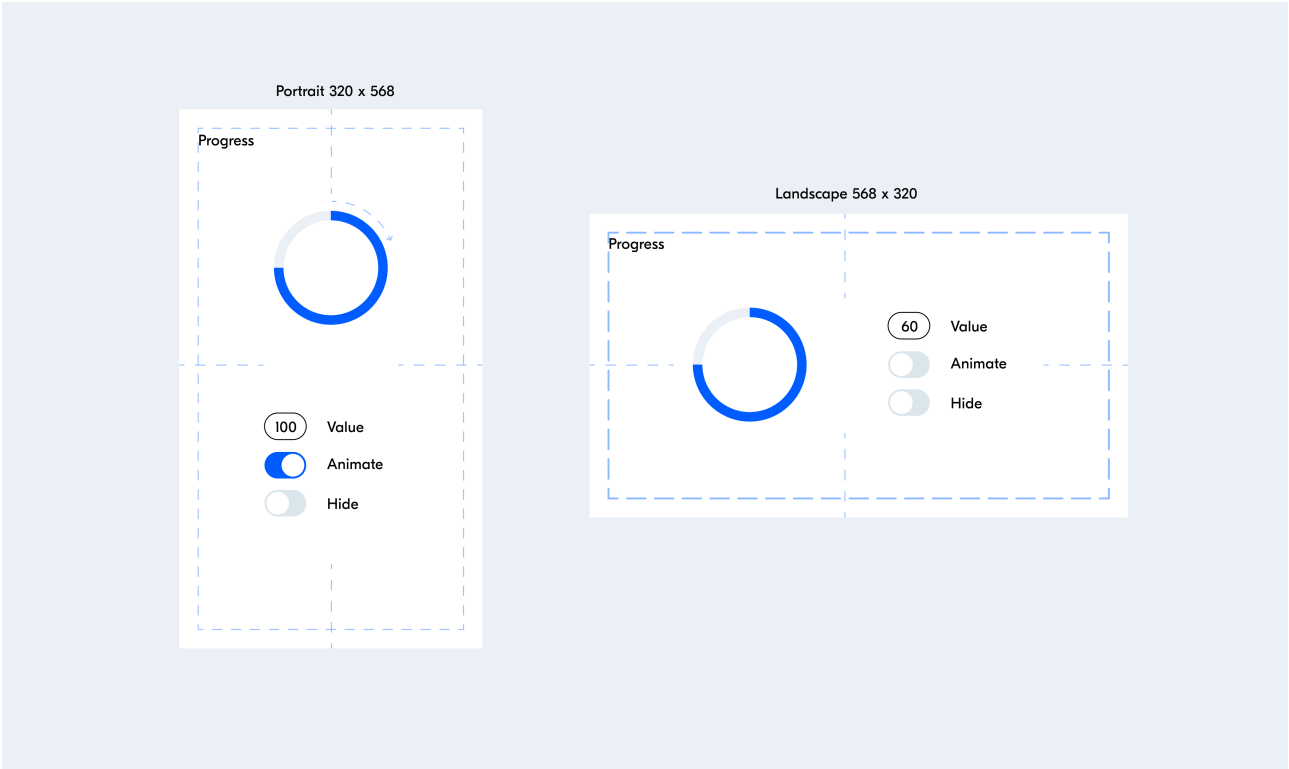 Portrait 320 x 568
Progress
100 Value
Animate
Hide
Landscape 568 x 320
Progress
60 Value
Animate
Hide